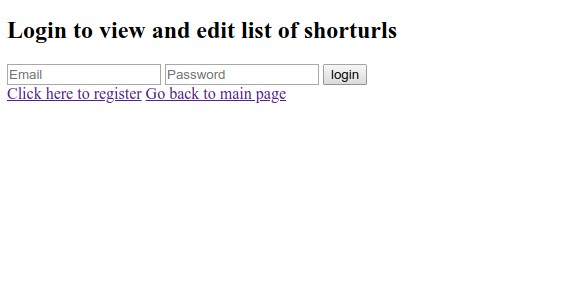 Login to view and edit list of shorturls
Email Password login
Click here to register Go back to main page